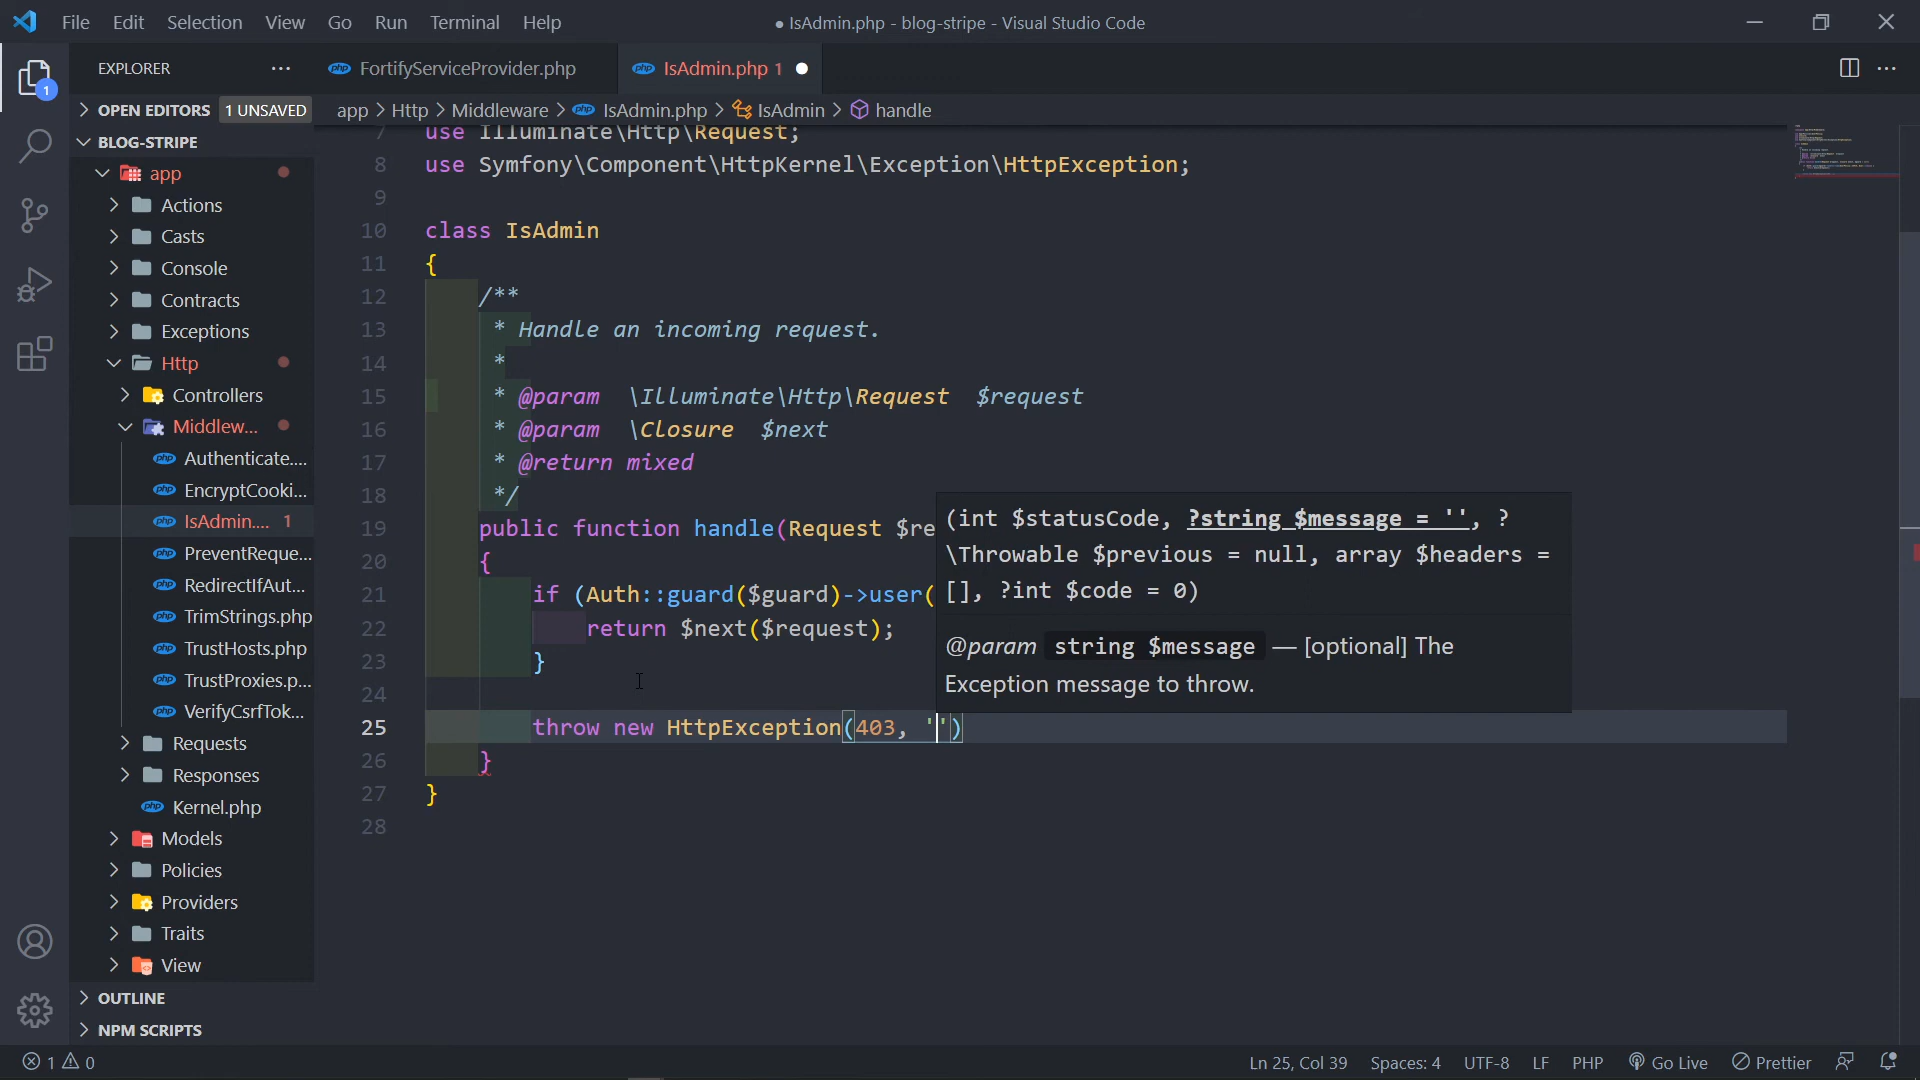 File Edit Selection View Go Run Terminal Help
● IsAdmin.php - blog-stripe - Visual Studio Code
EXPLORER ...
FortifyServiceProvider.php
IsAdmin.php 1
OPEN EDITORS 1 UNSAVED
app > Http > Middleware > IsAdmin.php > IsAdmin > handle
BLOG-STRIPE
app
Actions
Casts
Console
Contracts
Exceptions
Http
Controllers
Middlew...
Authenticate....
EncryptCooki...
IsAdmin.... 1
PreventReque...
RedirectIfAut...
TrimStrings.php
TrustHosts.php
TrustProxies.p...
VerifyCsrfTok...
Requests
Responses
Kernel.php
Models
Policies
Providers
Traits
View
OUTLINE
NPM SCRIPTS
7 use Illuminate\Http\Request;
8 use Symfony\Component\HttpKernel\Exception\HttpException;
9
10 class IsAdmin
11 {
12 /**
13 * Handle an incoming request.
14 *
15 * @param \Illuminate\Http\Request $request
16 * @param \Closure $next
17 * @return mixed
18 */
19 public function handle(Request $re
20 {
21 if (Auth::guard($guard)->user(
22 return $next($request);
23 }
24
25 throw new HttpException(403, '')
26 }
27 }
28
(int $statusCode, ?string $message = '', ?
\Throwable $previous = null, array $headers =
[], ?int $code = 0)
@param string $message — [optional] The
Exception message to throw.
1 0
Ln 25, Col 39 Spaces: 4 UTF-8 LF PHP Go Live Prettier